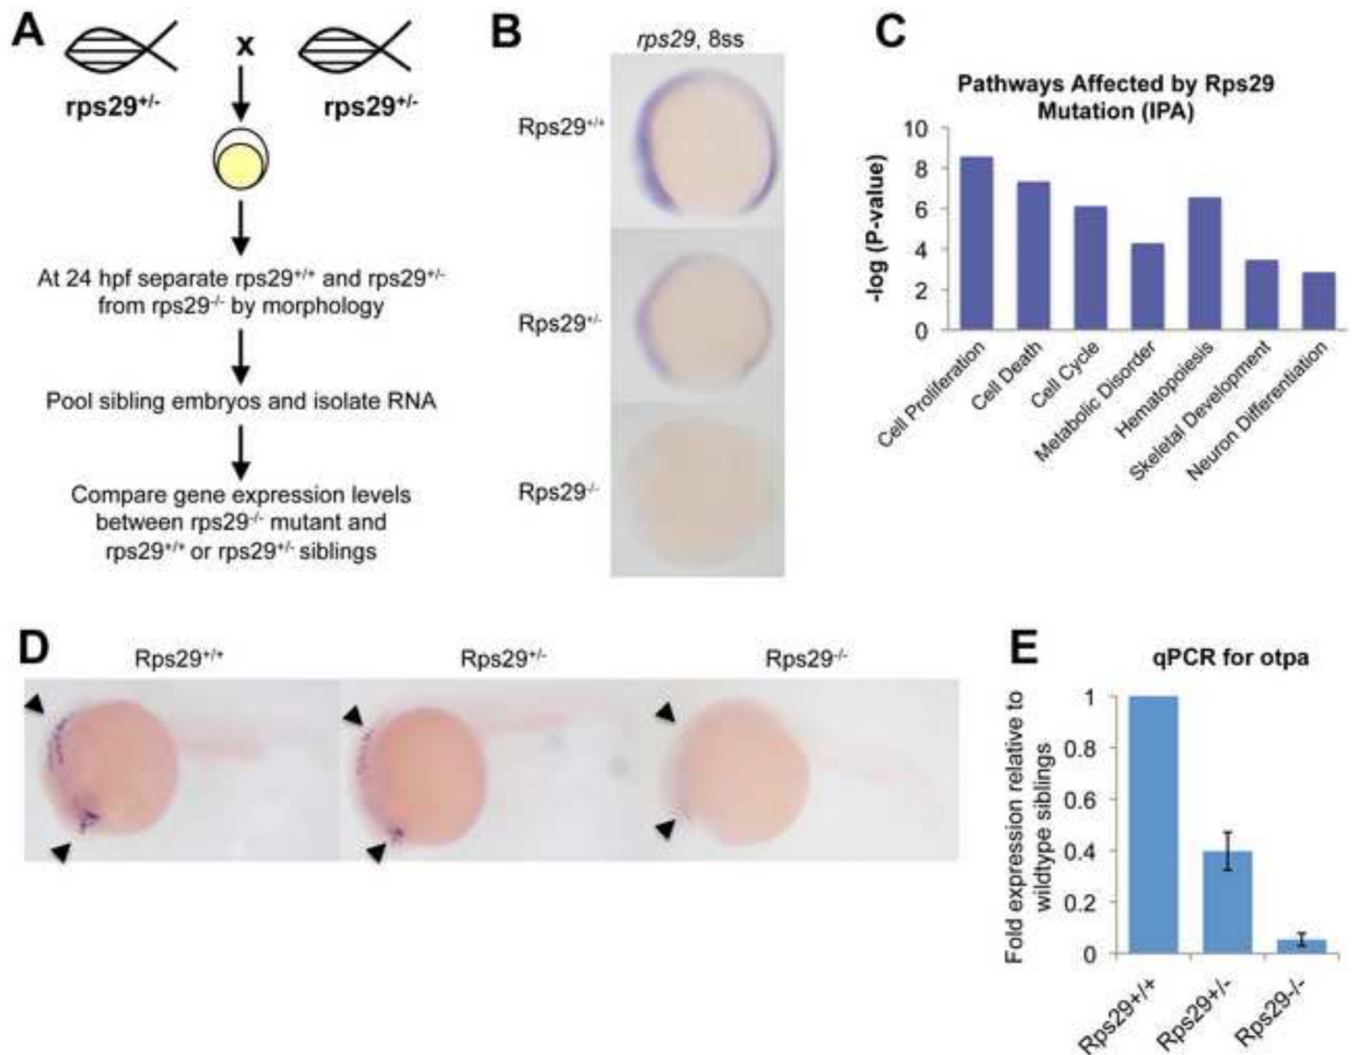 A
x
rps29+/-
rps29+/-
At 24 hpf separate rps29+/+ and rps29+/-
from rps29-/- by morphology
Pool sibling embryos and isolate RNA
Compare gene expression levels
between rps29-/- mutant and
rps29+/+ or rps29+/- siblings
B
rps29, 8ss
Rps29+/+
Rps29+/-
Rps29-/-
C
Pathways Affected by Rps29
Mutation (IPA)
-log (P-value)
10
8
6
4
2
0
Cell Proliferation
Cell Death
Cell Cycle
Metabolic Disorder
Hematopoiesis
Skeletal Development
Neuron Differentiation
D
Rps29+/+
Rps29+/-
Rps29-/-
E
qPCR for otpa
Fold expression relative to
wildtype siblings
1
0.8
0.6
0.4
0.2
0
Rps29+/+
Rps29+/-
Rps29-/-